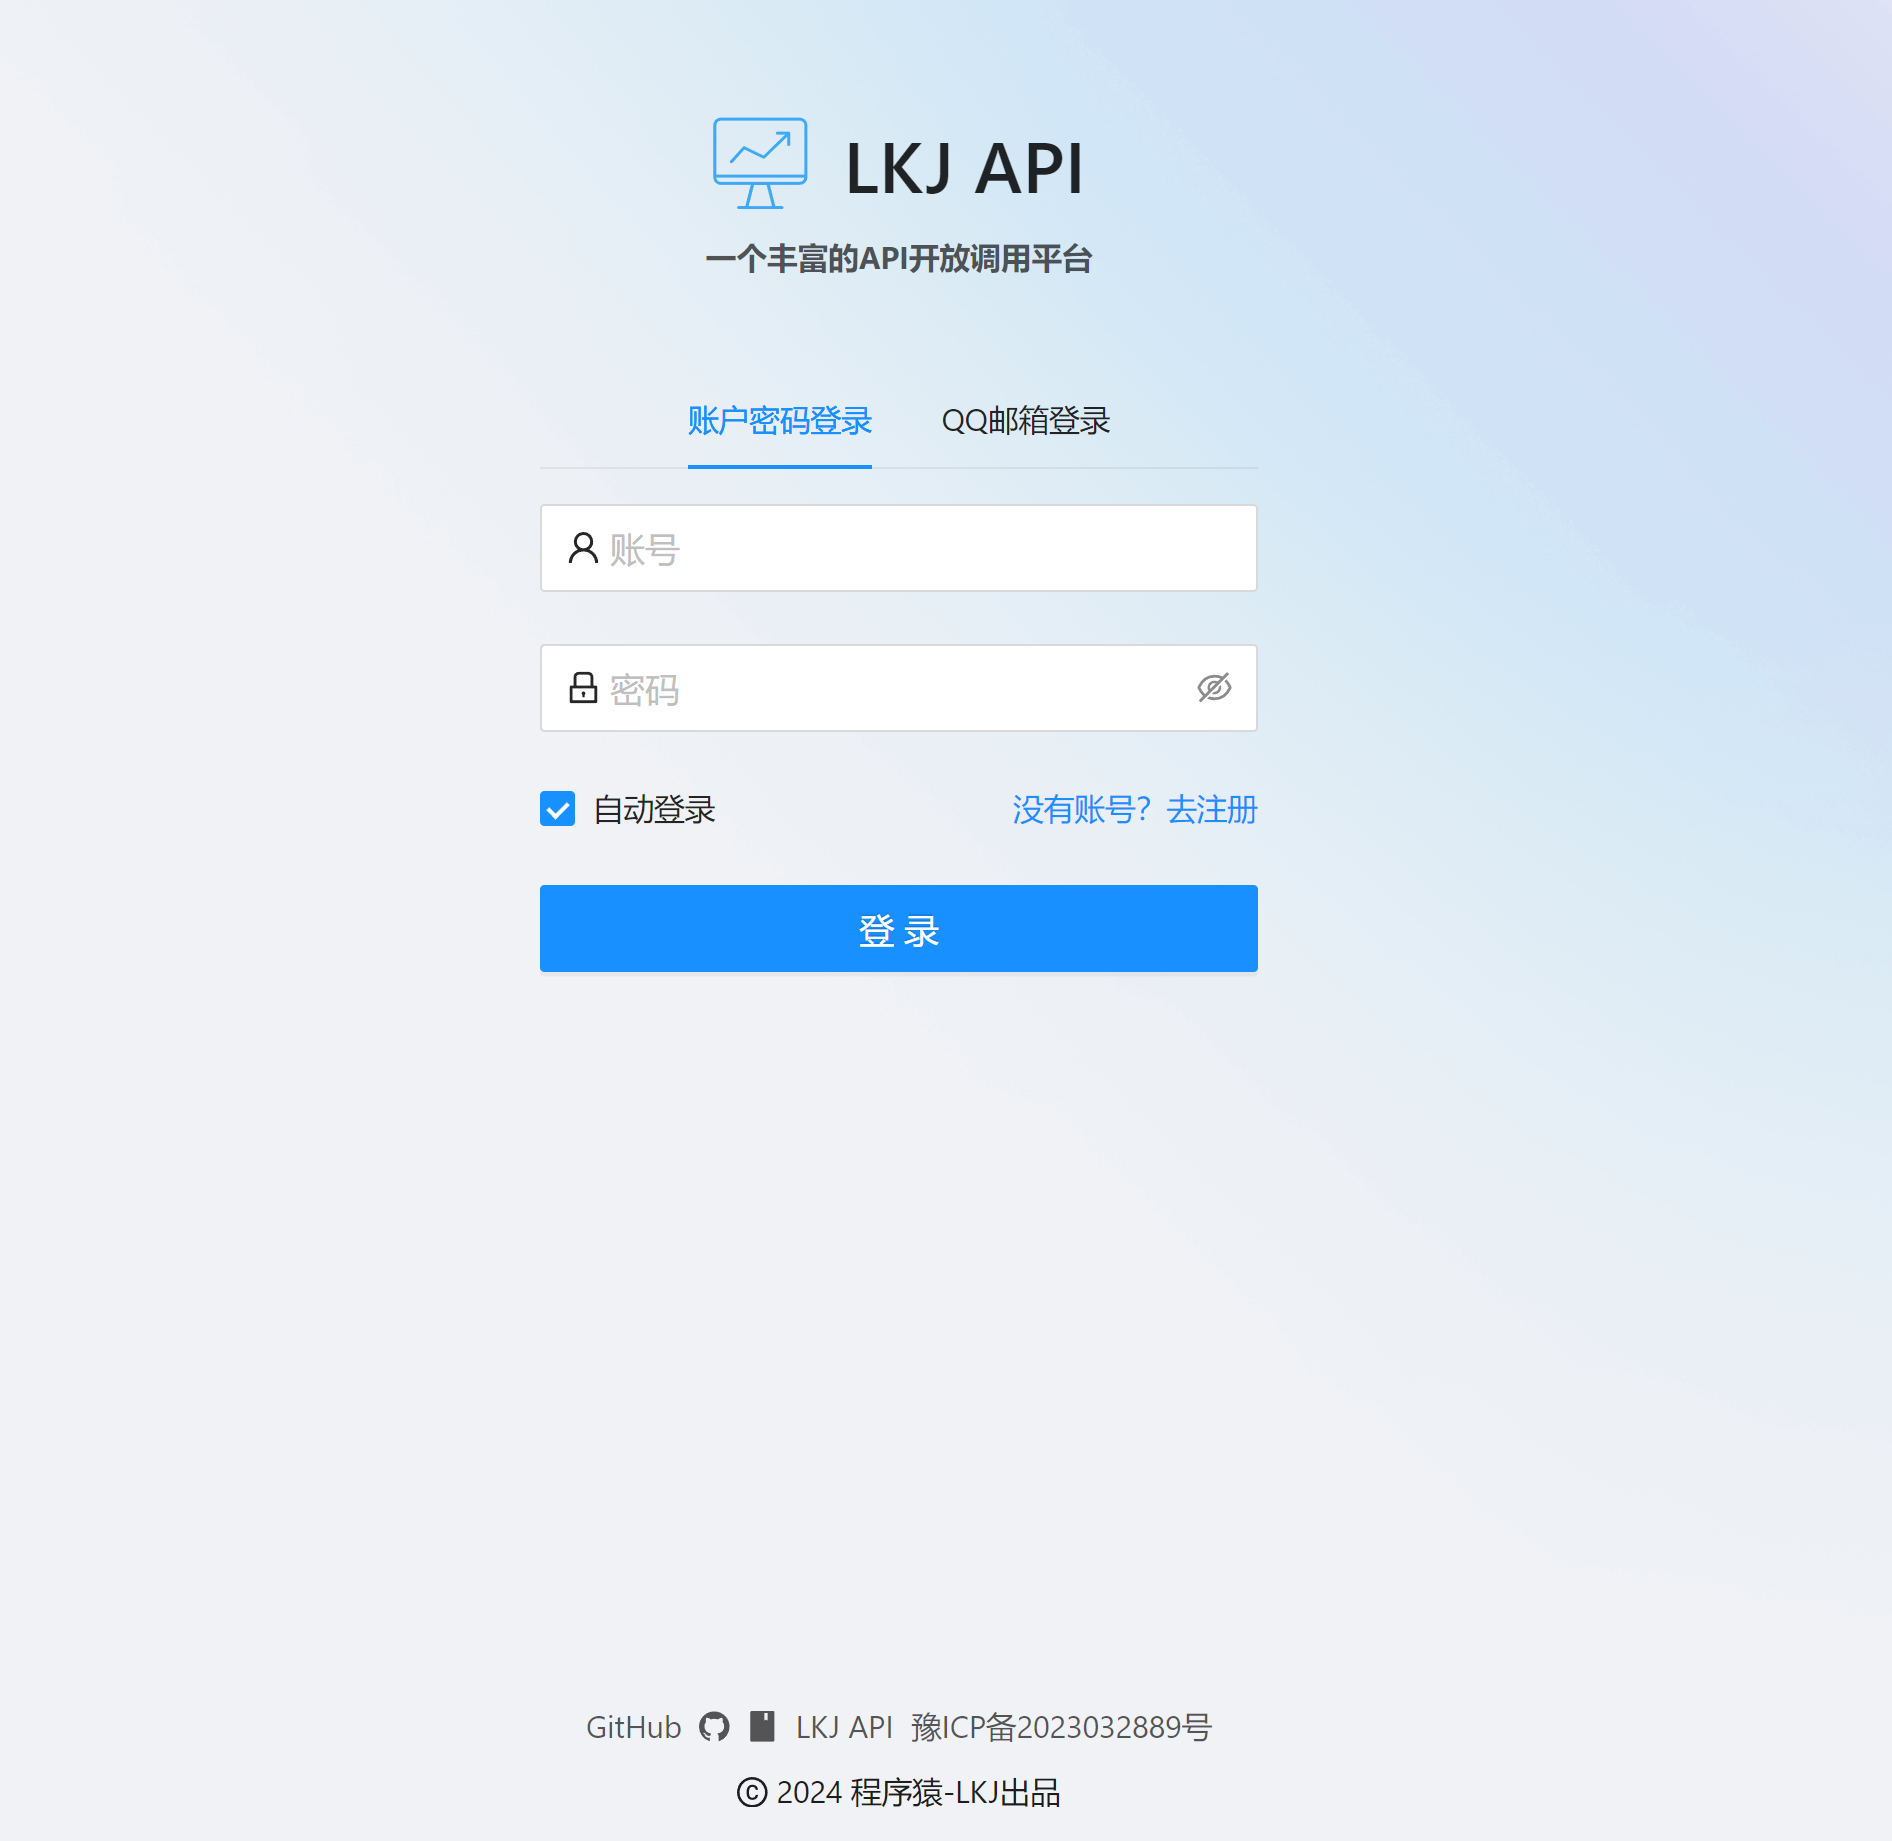 LKJ API
一个丰富的API开放调用平台
账户密码登录 QQ邮箱登录
账号
密码
自动登录 没有账号？去注册
登 录
GitHub LKJ API 豫ICP备2023032889号
© 2024 程序猿-LKJ出品